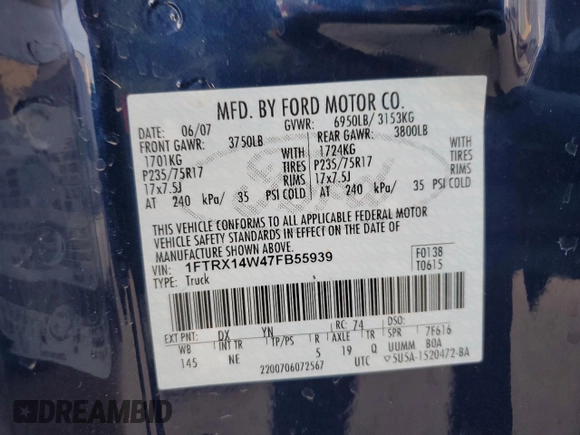 MFD. BY FORD MOTOR CO.
DATE: 06/07 GVWR: 6950LB/ 3153KG
FRONT GAWR: 3750LB REAR GAWR: 3800LB
1701KG WITH 1724KG WITH
P235/75R17 TIRES P235/75R17 TIRES
17x7.5J RIMS 17x7.5J RIMS
AT 240 kPa/ 35 PSI COLD AT 240 kPa/ 35 PSI COLD
THIS VEHICLE CONFORMS TO ALL APPLICABLE FEDERAL MOTOR
VEHICLE SAFETY STANDARDS IN EFFECT ON THE DATE OF
MANUFACTURE SHOWN ABOVE.
VIN: 1FTRX14W47FB55939 F0138
TYPE: Truck T0615
EXT PNT: DX YN RC: 74 DSO: 7F616
WB INT TR TP/PS R AXLE TR SPR BOA
145 NE 5 19 Q UUMM
2200706072567 UTC 5U5A-1520472-BA
Ford
DREAMBID